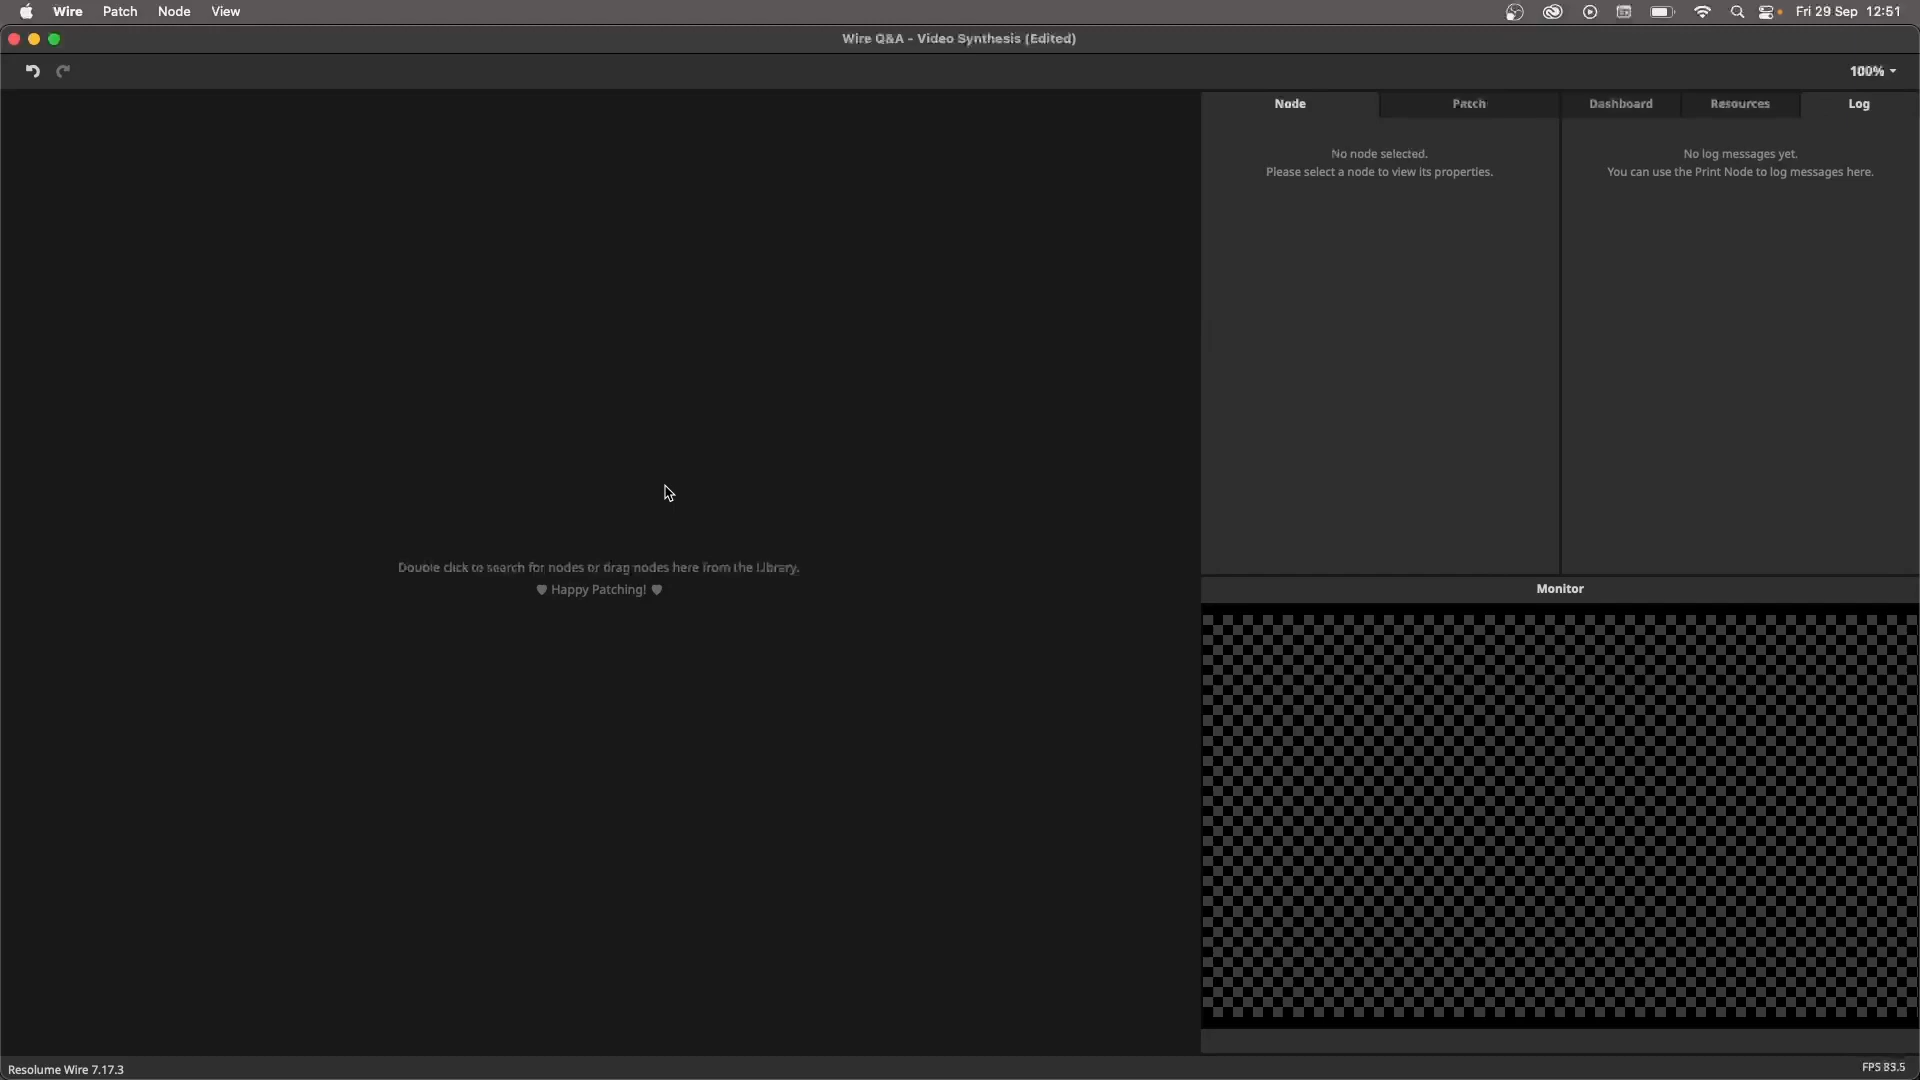 Wire Patch Node View Fri 29 Sep 12:51
Wire Q&A - Video Synthesis (Edited)
100%
Node Patch Dashboard Resources Log
No node selected.
Please select a node to view its properties.
No log messages yet.
You can use the Print Node to log messages here.
Double click to search for nodes or drag nodes here from the Library.
♥ Happy Patching! ♥
Monitor
Resolume Wire 7.17.3
FPS 83.5